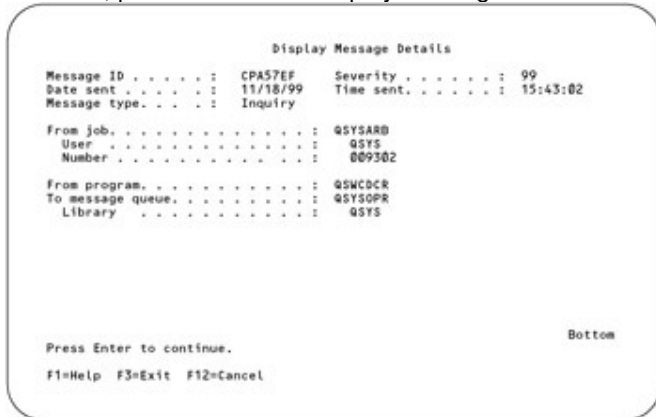 Display Message Details
Message ID . . . . . : CPA57EF Severity . . . . . . : 99
Date sent . . . . . : 11/18/99 Time sent. . . . . . : 15:43:02
Message type. . . . : Inquiry
From job. . . . . . . . . . . . . : QSYSARB
User . . . . . . . . . . . . . : QSYS
Number . . . . . . . . . . . . : 009302
From program. . . . . . . . . . . : QSWCDCR
To message queue. . . . . . . . . : QSYSOPR
Library . . . . . . . . . . . : QSYS
Bottom
Press Enter to continue.
F1=Help F3=Exit F12=Cancel